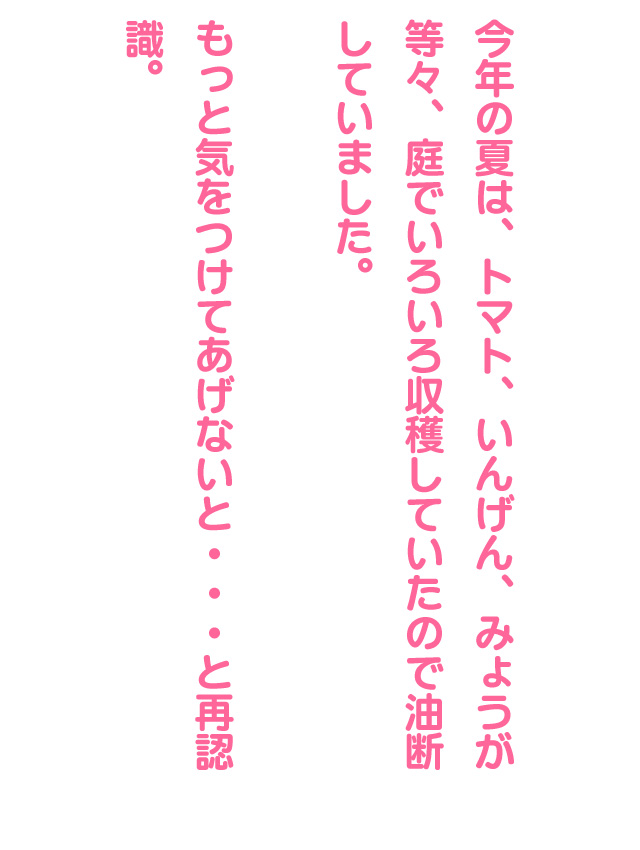 今年の夏は、トマト、いんげん、みょうが
等々、庭でいろいろ収穫していたので油断
していました。
もっと気をつけてあげないと・・・と再認
識。